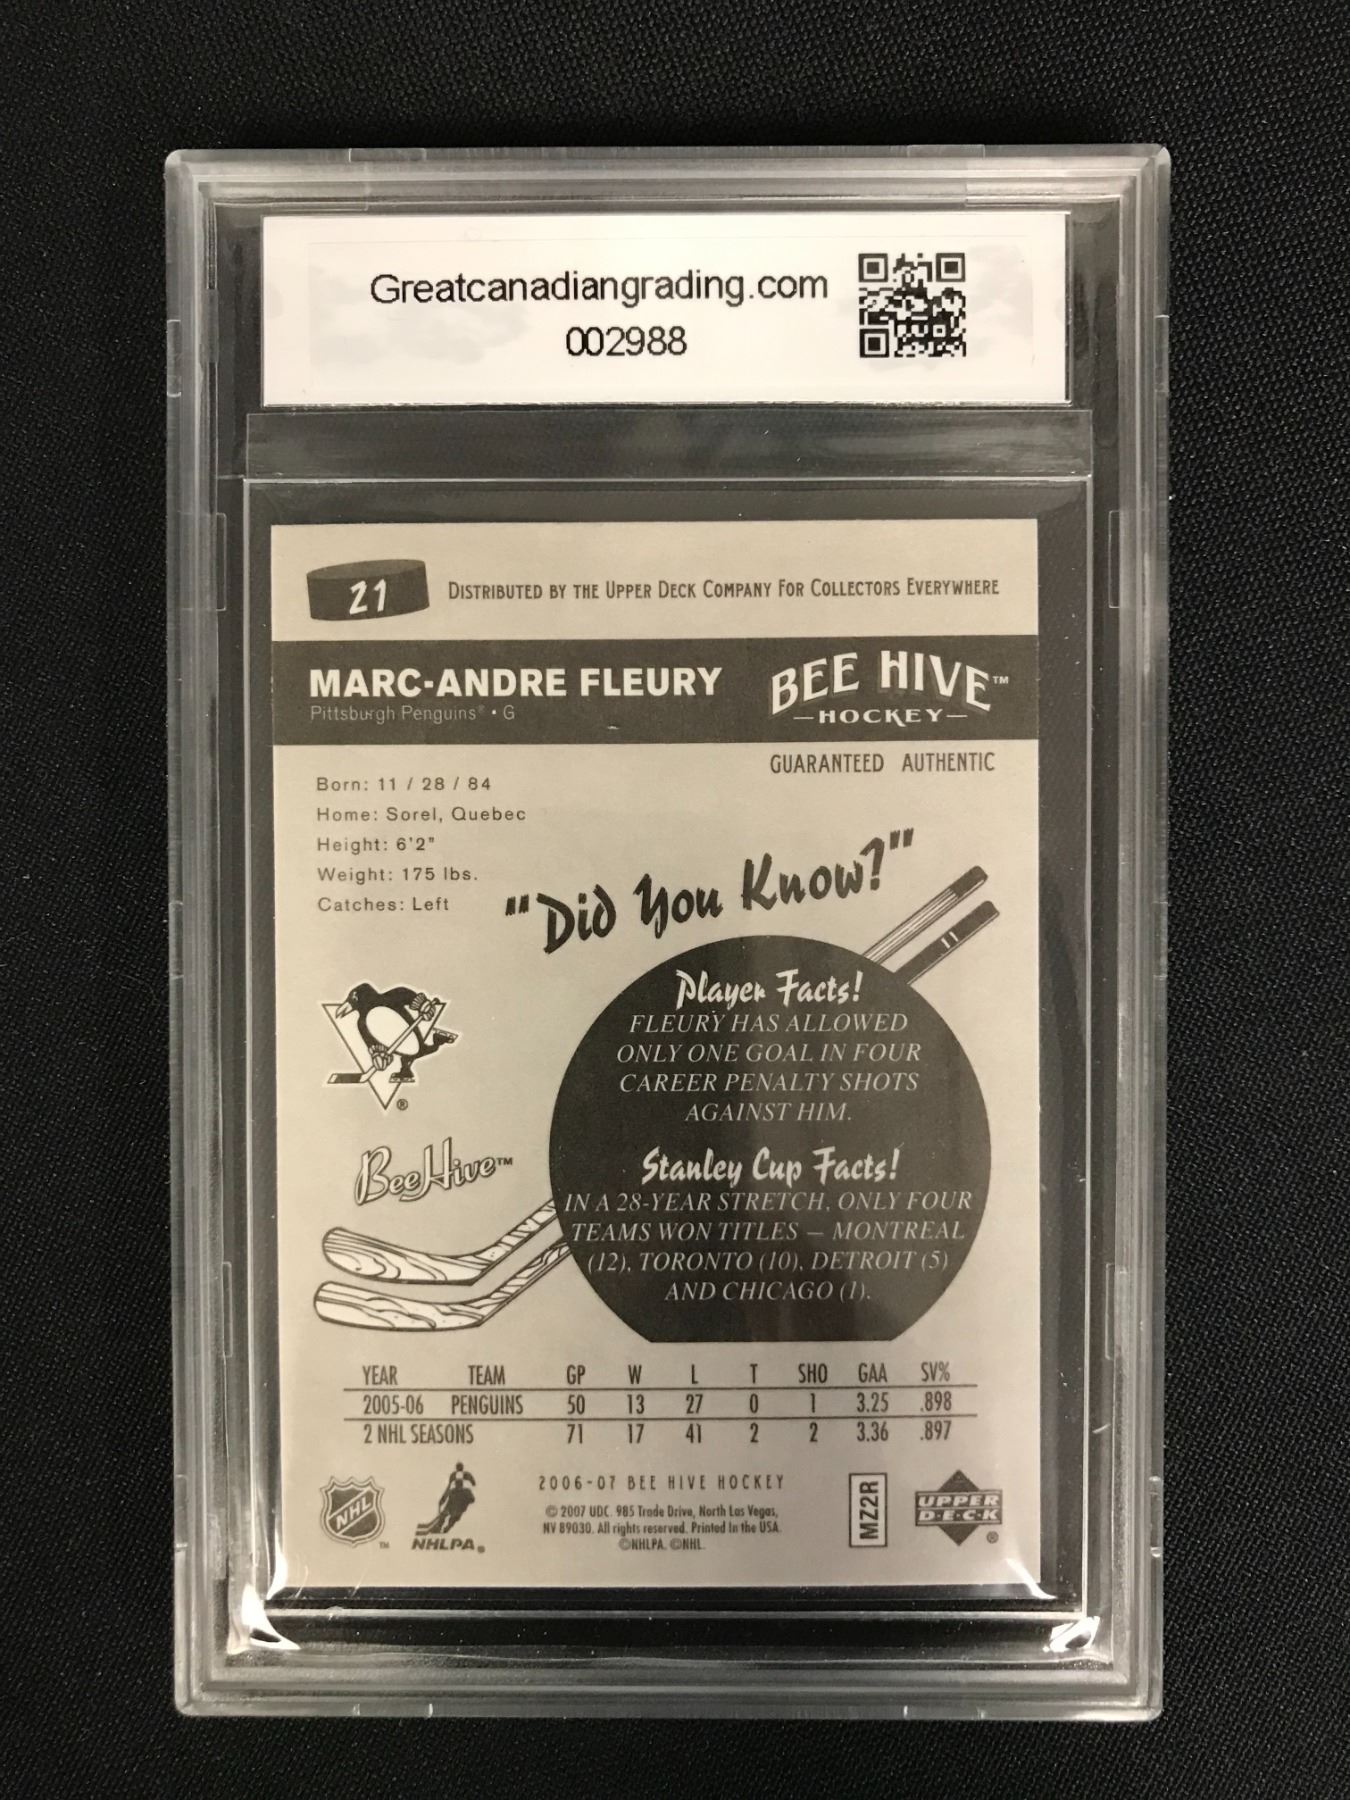 Greatcanadiangrading.com
002988
21
DISTRIBUTED BY THE UPPER DECK COMPANY FOR COLLECTORS EVERYWHERE
MARC-ANDRE FLEURY
Pittsburgh Penguins® • G
BEE HIVE™
—HOCKEY—
GUARANTEED AUTHENTIC
Born: 11 / 28 / 84
Home: Sorel, Quebec
Height: 6'2"
Weight: 175 lbs.
Catches: Left
"Did You Know?"
Player Facts!
FLEURY HAS ALLOWED
ONLY ONE GOAL IN FOUR
CAREER PENALTY SHOTS
AGAINST HIM.
®
BeeHive™
Stanley Cup Facts!
IN A 28-YEAR STRETCH, ONLY FOUR
TEAMS WON TITLES — MONTREAL
(12), TORONTO (10), DETROIT (5)
AND CHICAGO (1).
YEAR TEAM GP W L T SHO GAA SV%
2005-06 PENGUINS 50 13 27 0 1 3.25 .898
2 NHL SEASONS 71 17 41 2 2 3.36 .897
NHL ™
NHLPA®
2006-07 BEE HIVE HOCKEY
© 2007 UDC. 985 Trade Drive, North Las Vegas,
NV 89030. All rights reserved. Printed in the USA.
©NHLPA. ©NHL.
MZ2R
UPPER
D·E·C·K
®